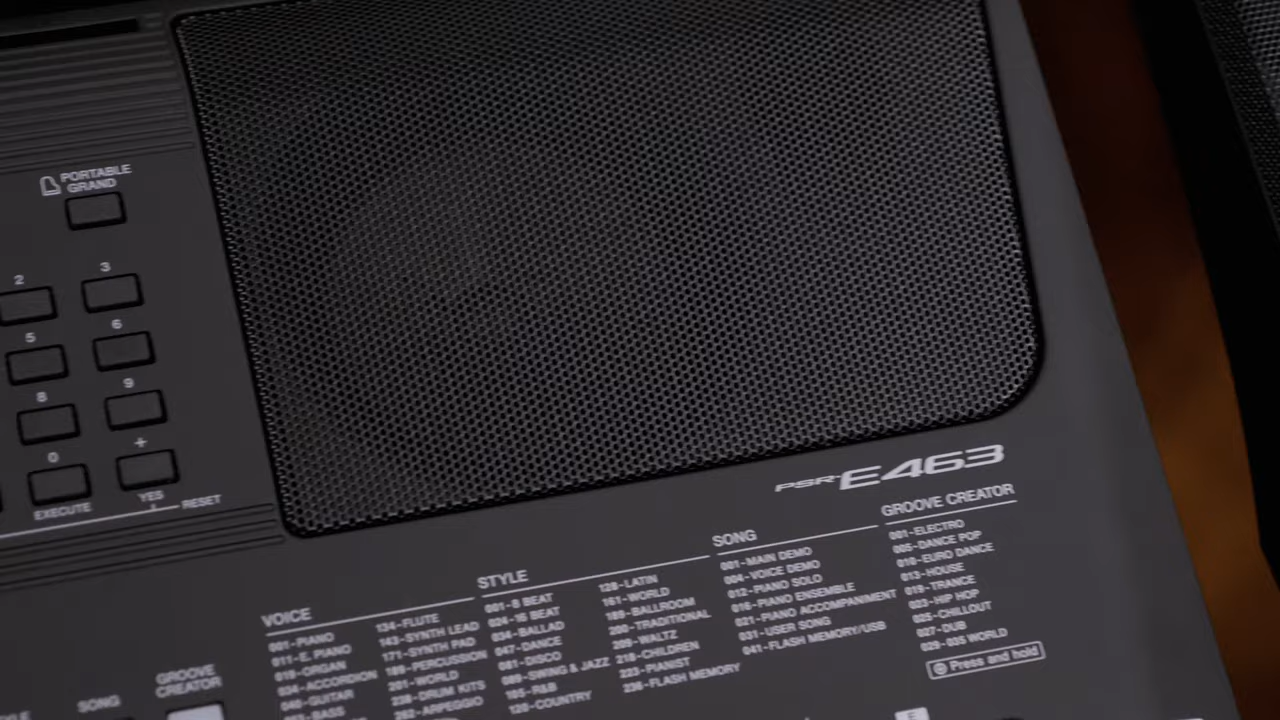 PORTABLE
GRAND
2
3
5
6
8
9
0
+
EXECUTE
YES
RESET
PSR-E463
VOICE
001-PIANO
011-E. PIANO
018-ORGAN
034-ACCORDION
040-GUITAR
BASS
134-FLUTE
143-SYNTH LEAD
171-SYNTH PAD
PERCUSSION
201-WORLD
DRUM KITS
ARPEGGIO
STYLE
001-8 BEAT
024-16 BEAT
034-BALLAD
047-DANCE
081-DISCO
SWING & JAZZ
105-R&B
COUNTRY
128-LATIN
161-WORLD
189-BALLROOM
200-TRADITIONAL
209-WALTZ
218-CHILDREN
223-PIANIST
236-FLASH MEMORY
SONG
001-MAIN DEMO
004-VOICE DEMO
012-PIANO SOLO
016-PIANO ENSEMBLE
021-PIANO ACCOMPANIMENT
031-USER SONG
041-FLASH MEMORY/USB
GROOVE CREATOR
001-ELECTRO
005-DANCE POP
010-EURO DANCE
013-HOUSE
019-TRANCE
023-HIP HOP
025-CHILLOUT
027-DUB
029-035 WORLD
Press and hold
SONG
GROOVE
CREATOR